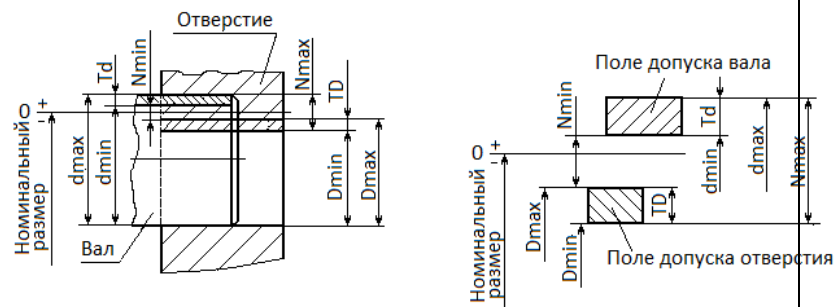 Отверстие
Td
Nmin
Nmax
TD
0
+
-
Номинальный
размер
dmax
dmin
Dmin
Dmax
Вал
Поле допуска вала
Nmin
Td
0
+
-
dmin
dmax
Nmax
Номинальный
размер
Dmax
Dmin
TD
Поле допуска отверстия